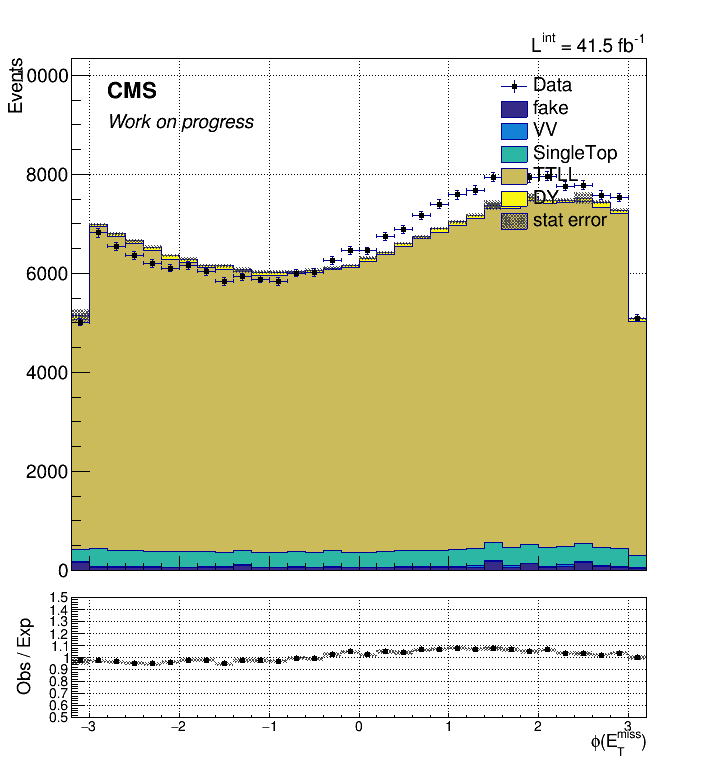 L^int = 41.5 fb^-1
Events
10000
8000
6000
4000
2000
0
CMS
Work on progress
Data
fake
VV
SingleTop
TTLL
DY
stat error
Obs / Exp
1.5
1.4
1.3
1.2
1.1
1
0.9
0.8
0.7
0.6
0.5
−3 −2 −1 0 1 2 3
ϕ(E_T^miss)